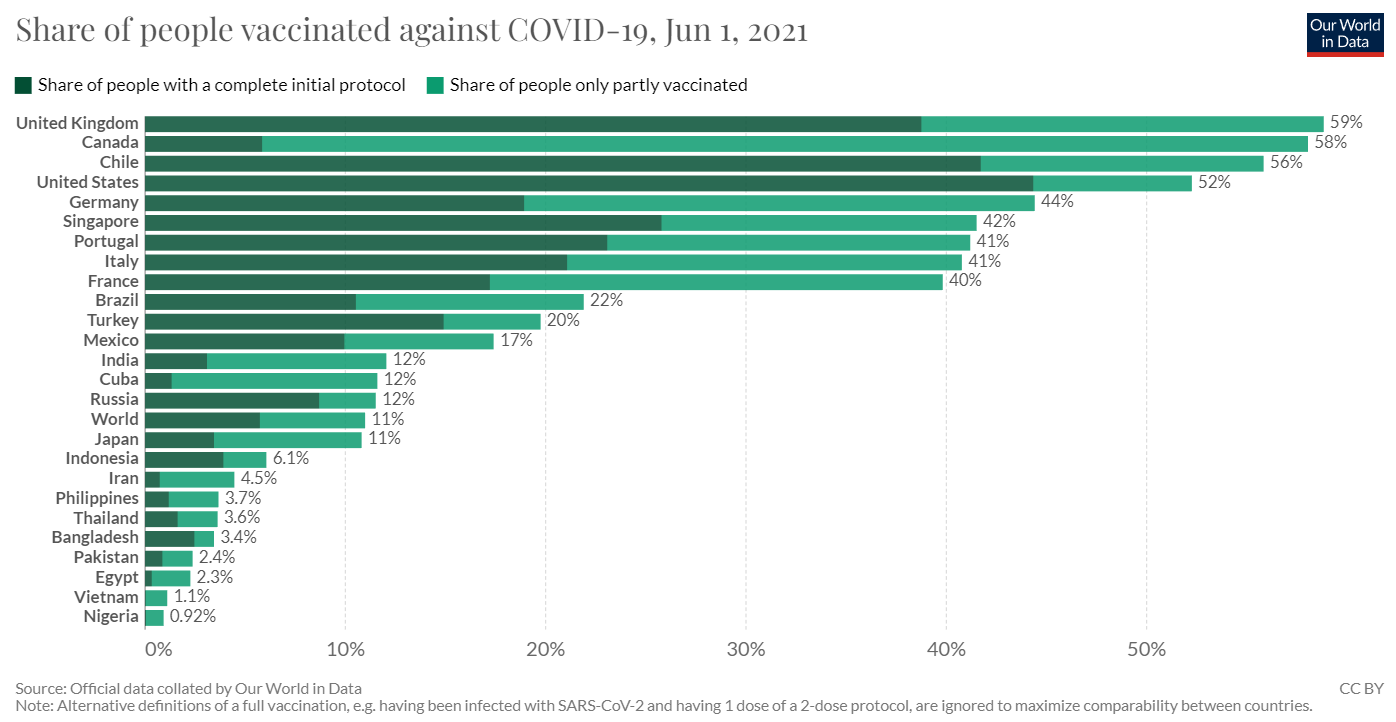 Share of people vaccinated against COVID-19, Jun 1, 2021
Our World
in Data
Share of people with a complete initial protocol
Share of people only partly vaccinated
United Kingdom 59%
Canada 58%
Chile 56%
United States 52%
Germany 44%
Singapore 42%
Portugal 41%
Italy 41%
France 40%
Brazil 22%
Turkey 20%
Mexico 17%
India 12%
Cuba 12%
Russia 12%
World 11%
Japan 11%
Indonesia 6.1%
Iran 4.5%
Philippines 3.7%
Thailand 3.6%
Bangladesh 3.4%
Pakistan 2.4%
Egypt 2.3%
Vietnam 1.1%
Nigeria 0.92%
0% 10% 20% 30% 40% 50%
Source: Official data collated by Our World in Data
CC BY
Note: Alternative definitions of a full vaccination, e.g. having been infected with SARS-CoV-2 and having 1 dose of a 2-dose protocol, are ignored to maximize comparability between countries.